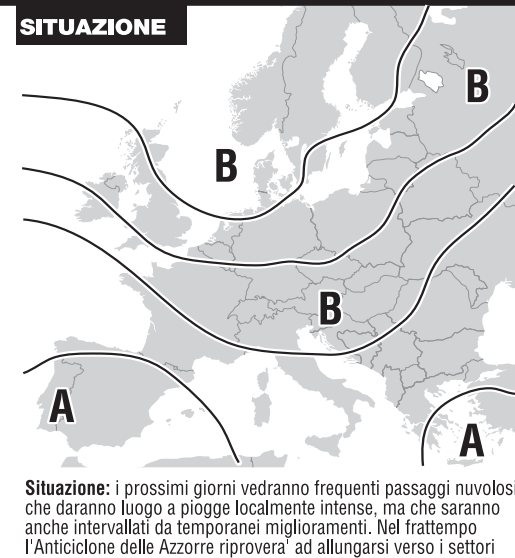 SITUAZIONE
B
B
B
A
A
Situazione: i prossimi giorni vedranno frequenti passaggi nuvolosi
che daranno luogo a piogge localmente intense, ma che saranno
anche intervallati da temporanei miglioramenti. Nel frattempo
l'Anticiclone delle Azzorre riprovera' ad allungarsi verso i settori